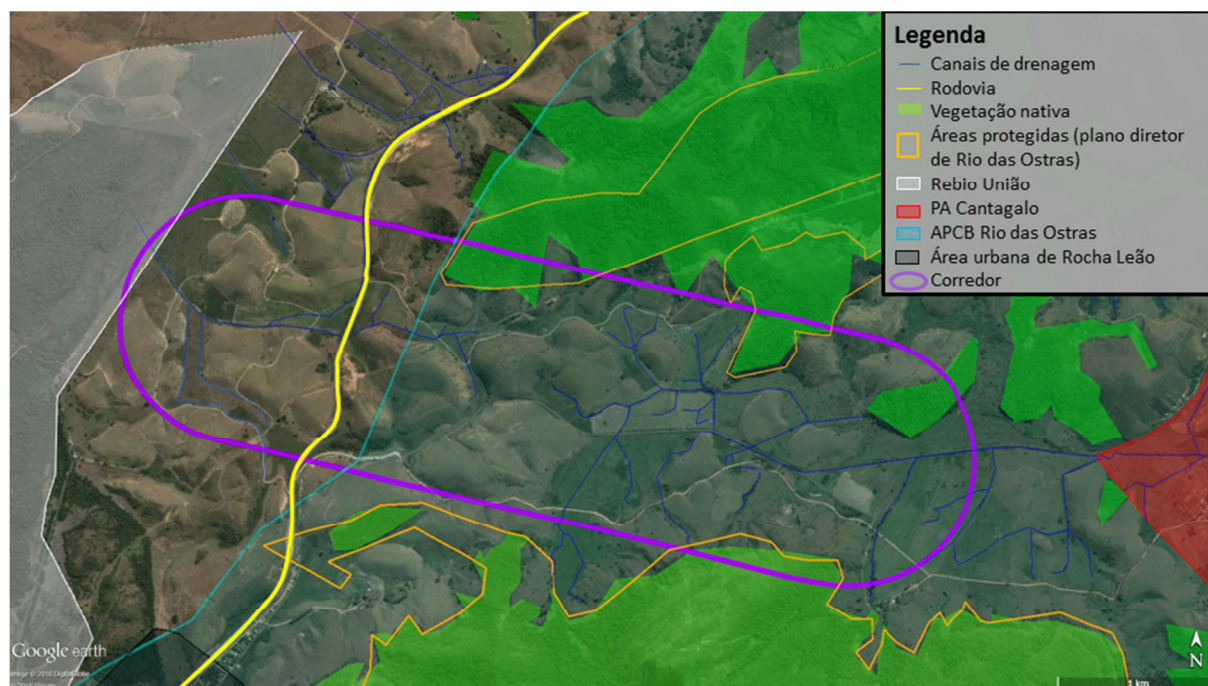 Legenda
Canais de drenagem
Rodovia
Vegetação nativa
Áreas protegidas (plano diretor
de Rio das Ostras)
Rebio União
PA Cantagalo
APCB Rio das Ostras
Área urbana de Rocha Leão
Corredor
Google earth
N
1 km